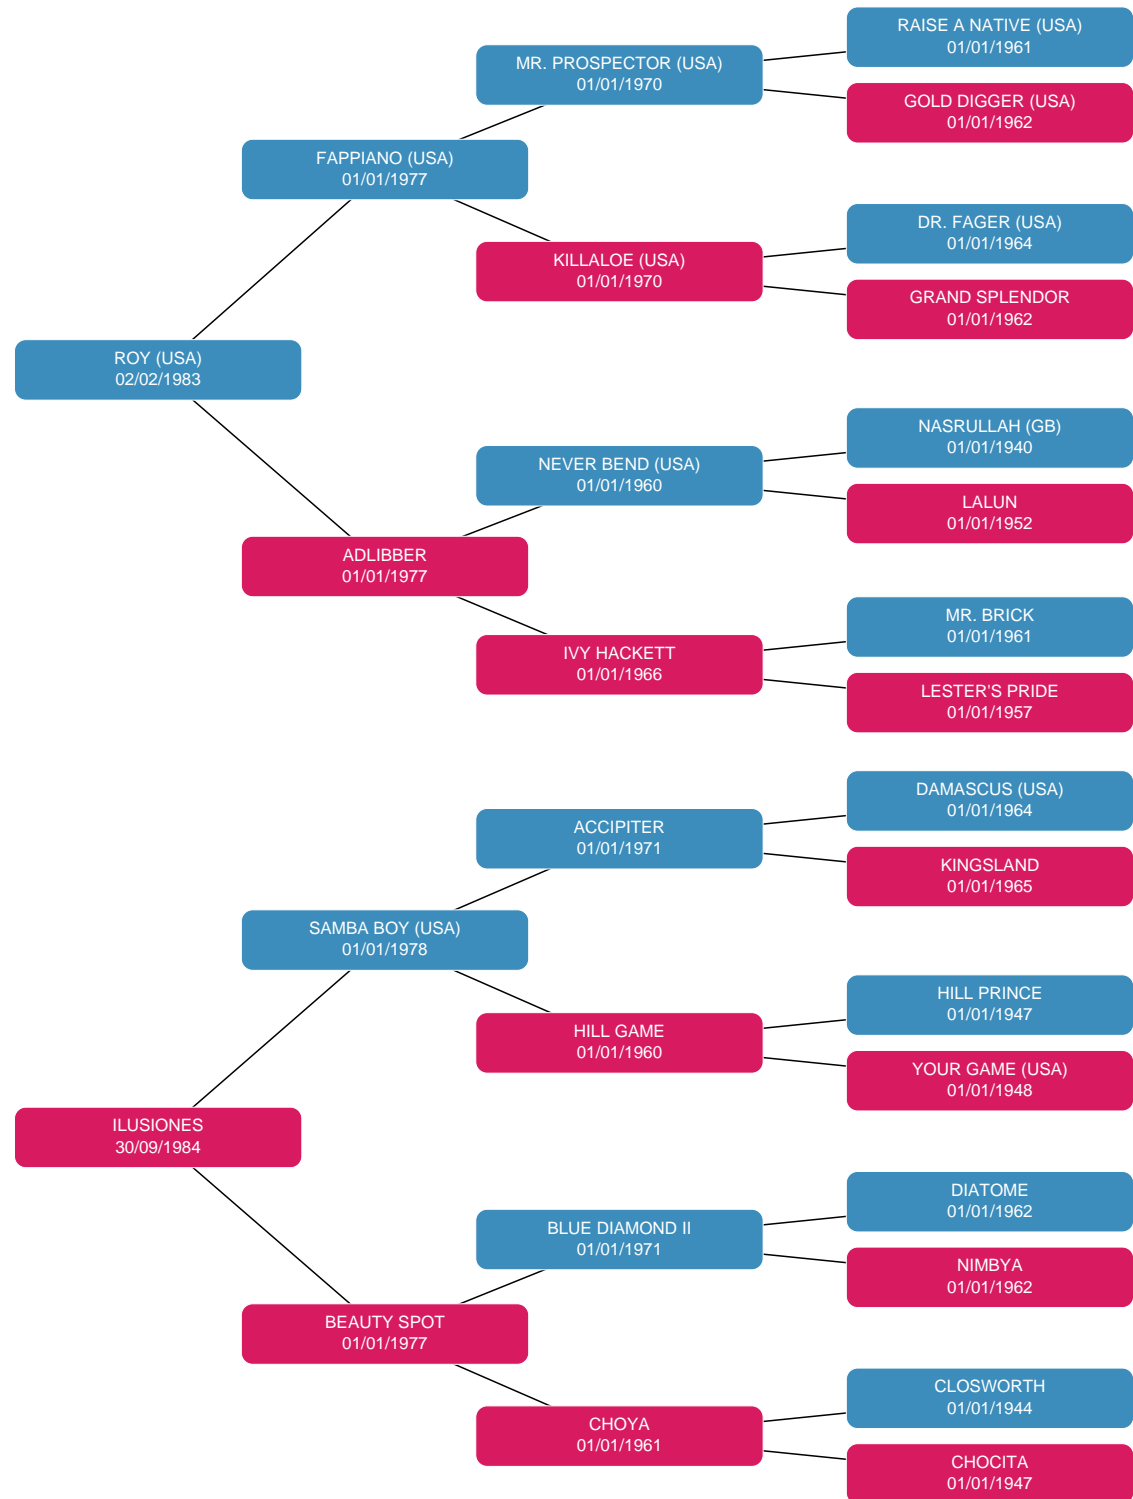 RAISE A NATIVE (USA)
01/01/1961
MR. PROSPECTOR (USA)
01/01/1970
GOLD DIGGER (USA)
01/01/1962
FAPPIANO (USA)
01/01/1977
DR. FAGER (USA)
01/01/1964
KILLALOE (USA)
01/01/1970
GRAND SPLENDOR
01/01/1962
ROY (USA)
02/02/1983
NASRULLAH (GB)
01/01/1940
NEVER BEND (USA)
01/01/1960
LALUN
01/01/1952
ADLIBBER
01/01/1977
MR. BRICK
01/01/1961
IVY HACKETT
01/01/1966
LESTER'S PRIDE
01/01/1957
DAMASCUS (USA)
01/01/1964
ACCIPITER
01/01/1971
KINGSLAND
01/01/1965
SAMBA BOY (USA)
01/01/1978
HILL PRINCE
01/01/1947
HILL GAME
01/01/1960
YOUR GAME (USA)
01/01/1948
ILUSIONES
30/09/1984
DIATOME
01/01/1962
BLUE DIAMOND II
01/01/1971
NIMBYA
01/01/1962
BEAUTY SPOT
01/01/1977
CLOSWORTH
01/01/1944
CHOYA
01/01/1961
CHOCITA
01/01/1947